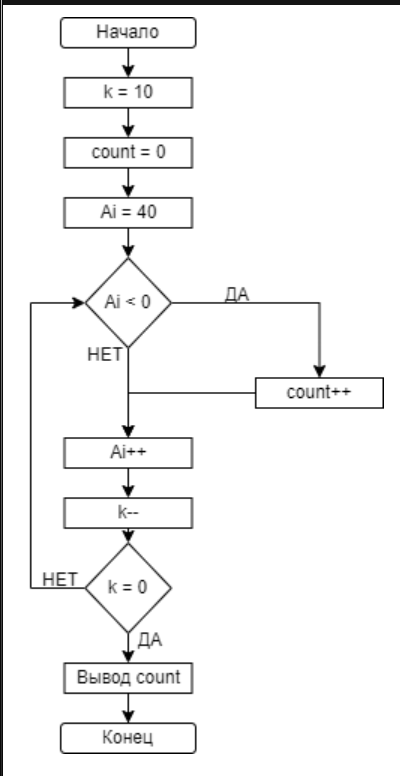 Начало
k = 10
count = 0
Ai = 40
Ai < 0
ДА
НЕТ
count++
Ai++
k--
НЕТ
k = 0
ДА
Вывод count
Конец